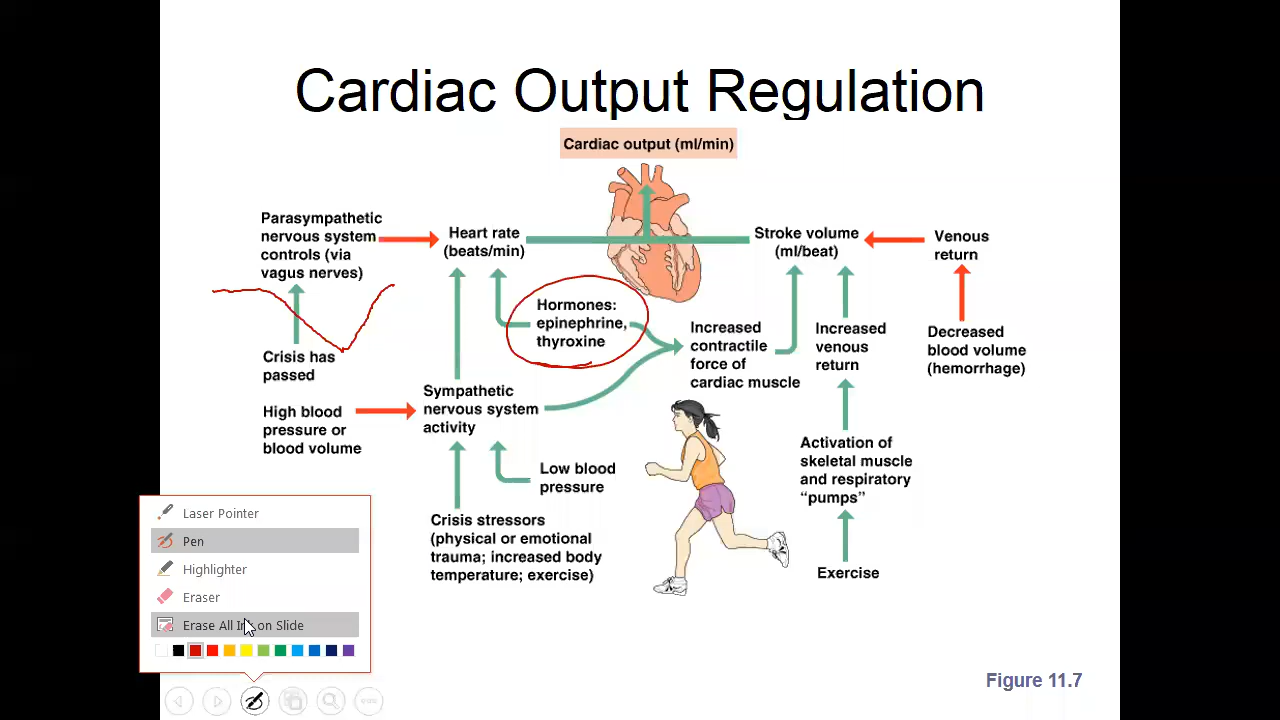 Cardiac Output Regulation
Cardiac output (ml/min)
Parasympathetic
nervous system
controls (via
vagus nerves)
Heart rate
(beats/min)
Stroke volume
(ml/beat)
Venous
return
Hormones:
epinephrine,
thyroxine
Increased
contractile
force of
cardiac muscle
Increased
venous
return
Decreased
blood volume
(hemorrhage)
Crisis has
passed
High blood
pressure or
blood volume
Sympathetic
nervous system
activity
Low blood
pressure
Activation of
skeletal muscle
and respiratory
“pumps”
Crisis stressors
(physical or emotional
trauma; increased body
temperature; exercise)
Exercise
Laser Pointer
Pen
Highlighter
Eraser
Erase All on Slide
Figure 11.7